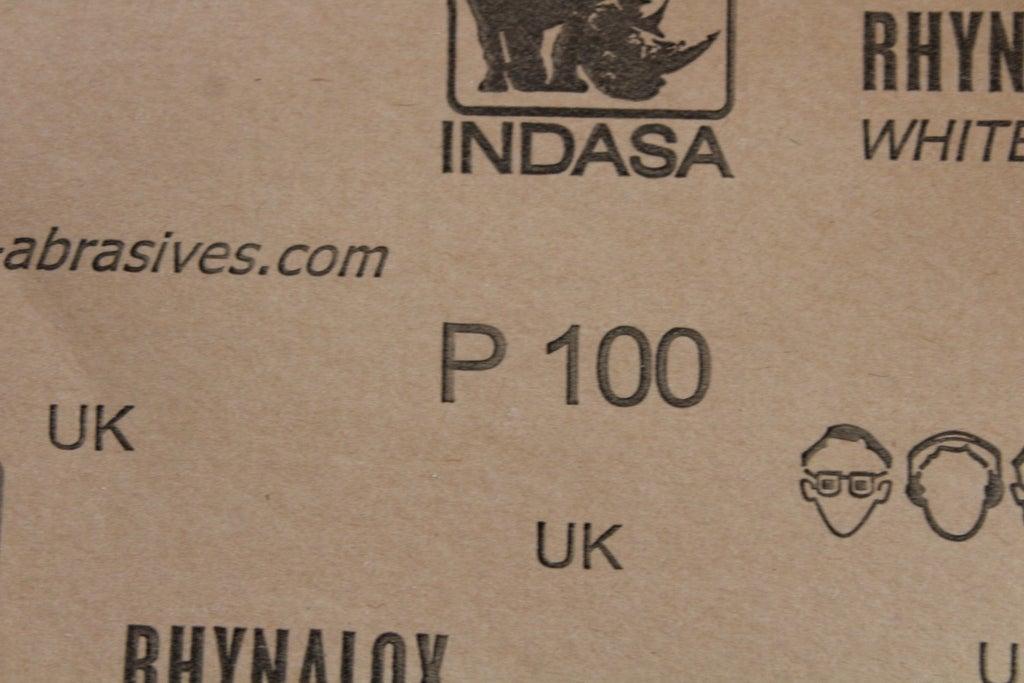 RHYN
WHITE
INDASA
-abrasives.com
P 100
UK
UK
RHYNALOX
U